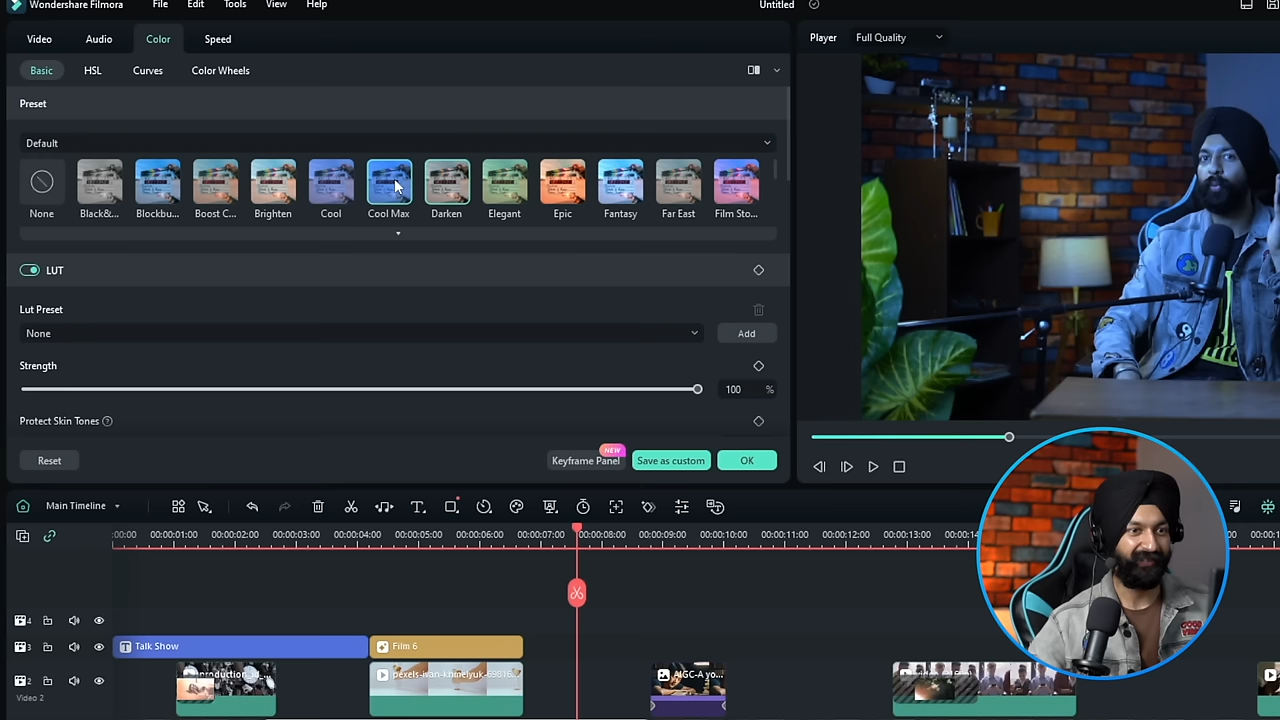 Wondershare Filmora File Edit Tools View Help Untitled
Video Audio Color Speed
Player Full Quality
Basic HSL Curves Color Wheels
Preset
Default
None Black&... Blockbu... Boost C... Brighten Cool Cool Max Darken Elegant Epic Fantasy Far East Film Sto...
LUT
Lut Preset
None Add
Strength
100 %
Protect Skin Tones
NEW
Reset Keyframe Panel Save as custom OK
Main Timeline
:00:00 00:00:01:00 00:00:02:00 00:00:03:00 00:00:04:00 00:00:05:00 00:00:06:00 00:00:07:00 00:00:08:00 00:00:09:00 00:00:10:00 00:00:11:00 00:00:12:00 00:00:13:00
4
3 Talk Show Film 6
2
Video 2